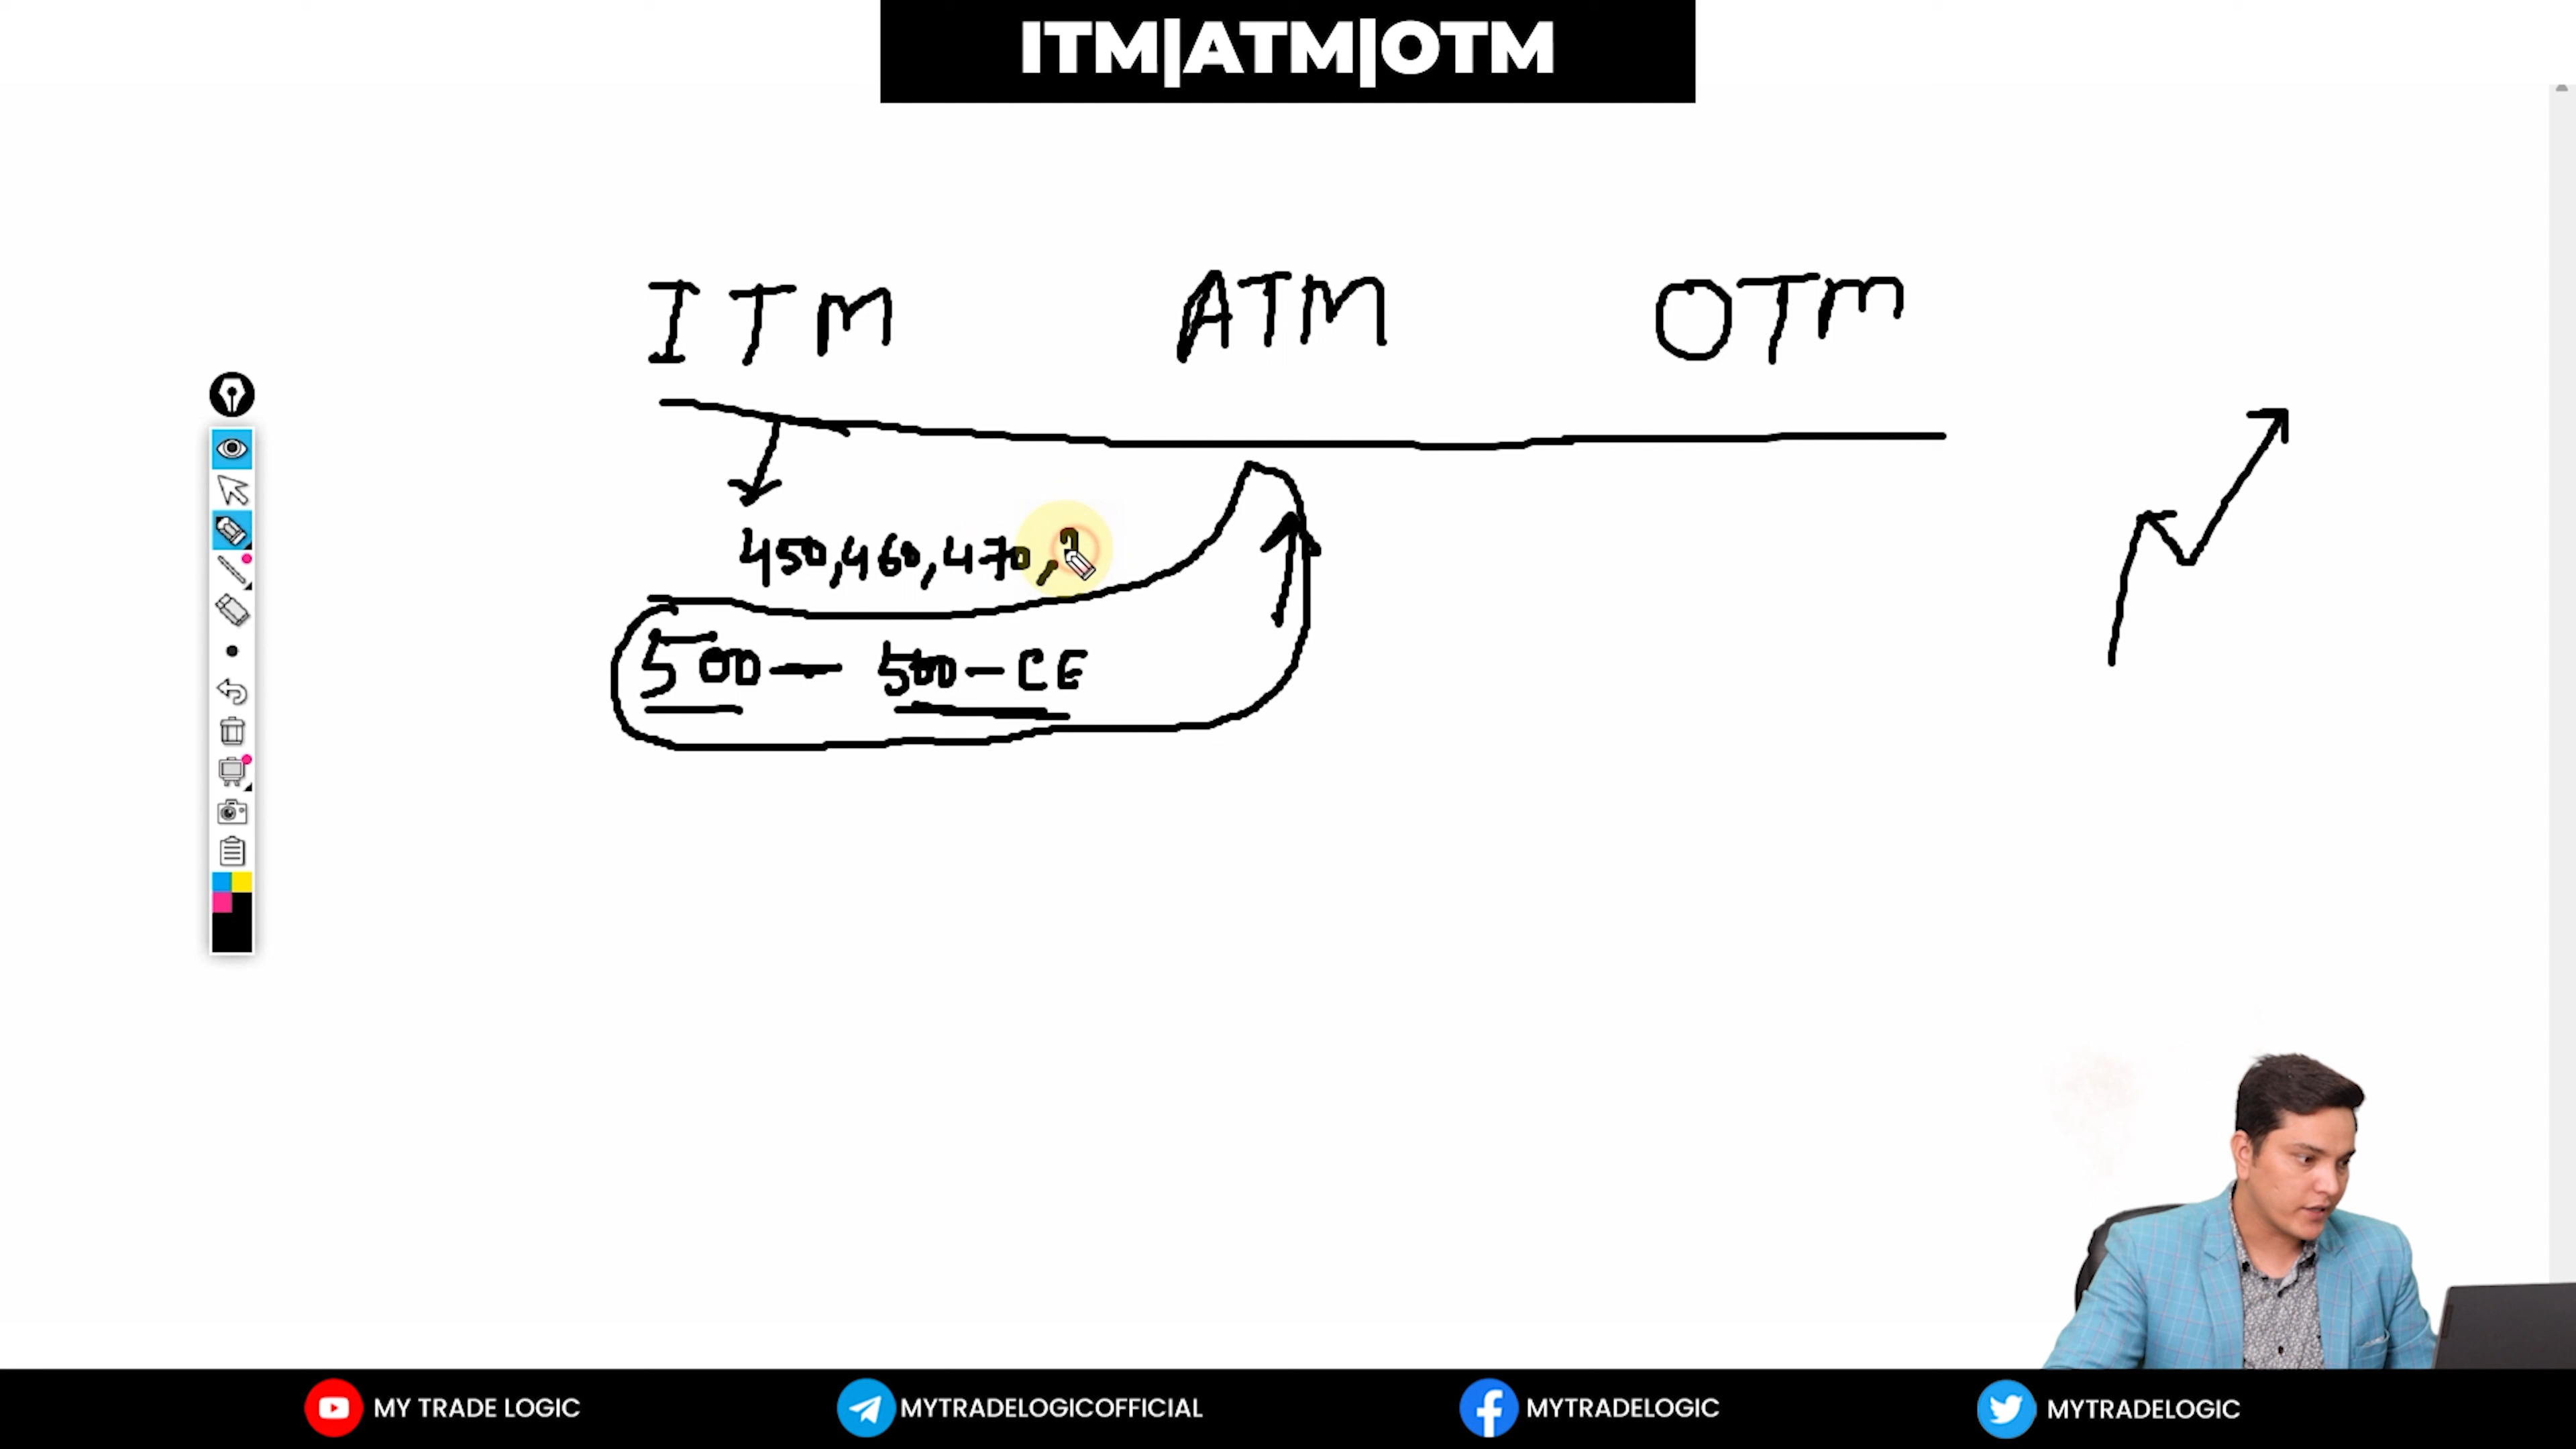 ITM|ATM|OTM
ITM ATM OTM
450,460,470,
500 — 500 - CE
MY TRADE LOGIC MYTRADELOGICOFFICIAL MYTRADELOGIC MYTRADELOGIC